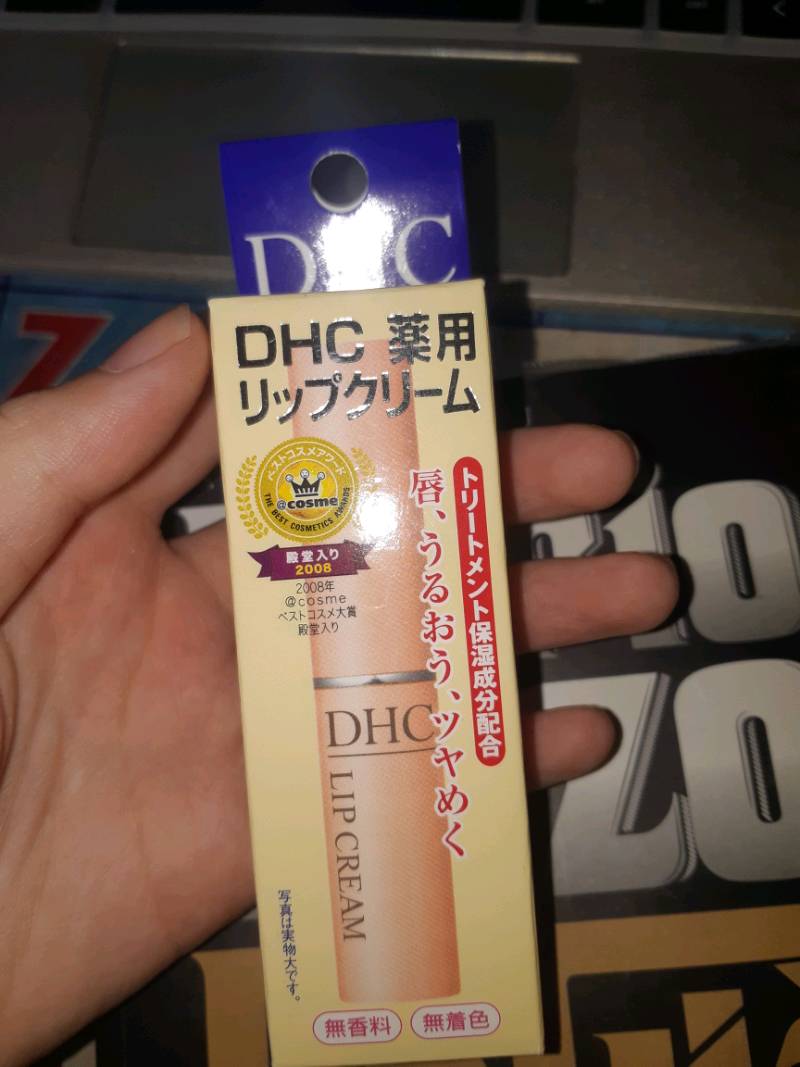 DHC
DHC 薬用
リップクリーム
ベストコスメアワード
@cosme
THE BEST COSMETICS AWARDS
殿堂入り
2008
2008年
@cosme
ベストコスメ大賞
殿堂入り
トリートメント保湿成分配合
唇、うるおう、ツヤめく
DHC
LIP CREAM
写真は実物大です。
無香料
無着色